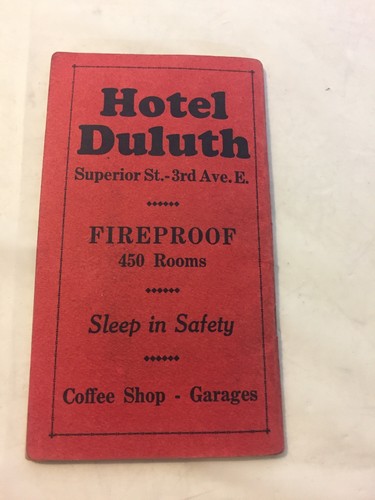 Hotel
Duluth
Superior St.-3rd Ave. E.
FIREPROOF
450 Rooms
Sleep in Safety
Coffee Shop - Garages